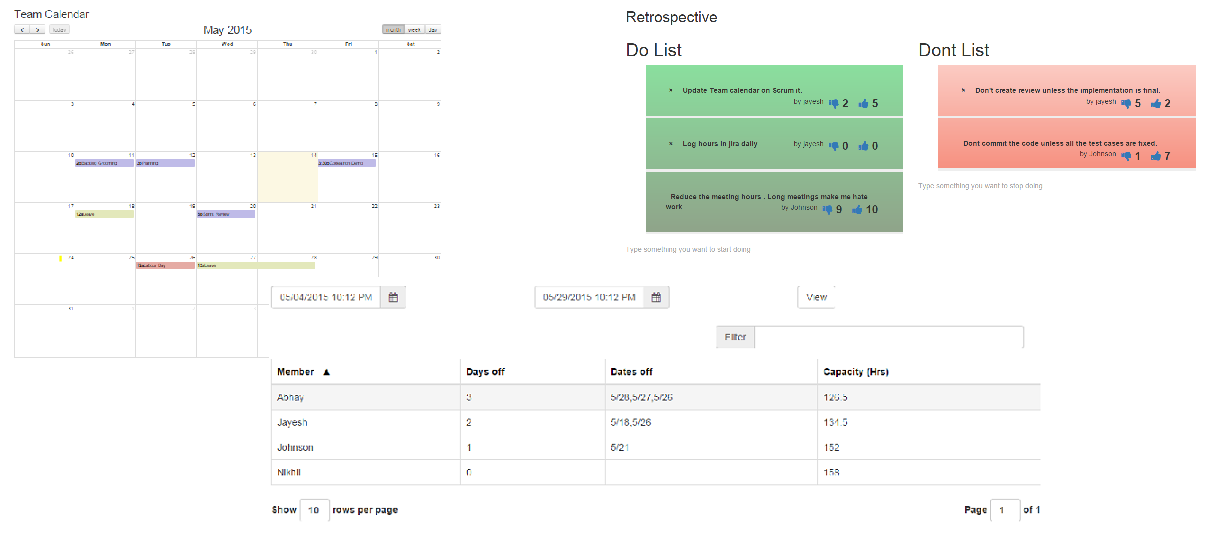 Team Calendar
< > today May 2015 month week day
Sun Mon Tue Wed Thu Fri Sat
26 27 28 29 30 1 2
3 4 5 6 7 8 9
10 11 12 13 14 15 16
Grooming Planning Demo
17 18 19 20 21 22 23
24 25 26 27 28 29 30
31
Retrospective
Do List
× Update Team calendar on Scrum it.
by jayesh 2 5
× Log hours in jira daily by jayesh 0 0
Reduce the meeting hours . Long meetings make me hate
work by Johnson 9 10
Type something you want to start doing
Dont List
× Don't create review unless the implementation is final.
by jayesh 5 2
Dont commit the code unless all the test cases are fixed.
by Johnson 1 7
Type something you want to stop doing
05/04/2015 10:12 PM 05/29/2015 10:12 PM View
Filter
Member ▲ Days off Dates off Capacity (Hrs)
Abhay 3 5/28,5/27,5/26 126.5
Jayesh 2 5/18,5/26 134.5
Johnson 1 5/21 152
Nikhil 0 158
Show 10 rows per page Page 1 of 1